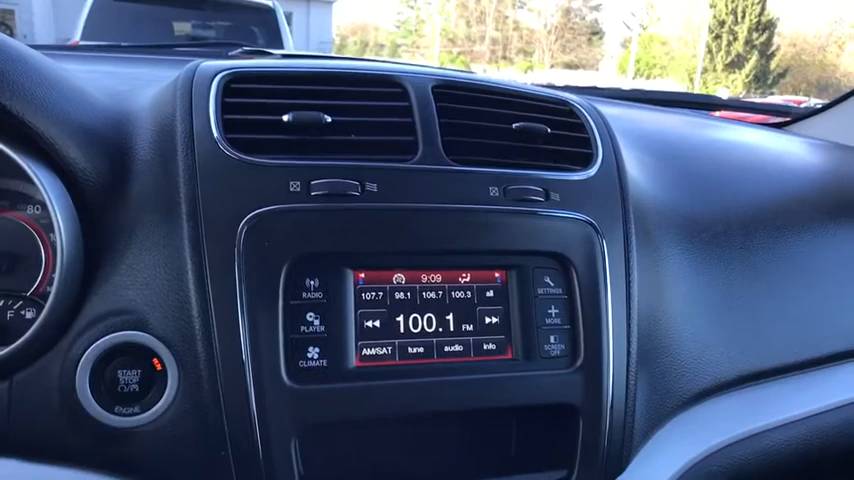 80
RADIO
PLAYER
CLIMATE
9:09
107.7 98.1 106.7 100.3 all
100.1 FM
AM/SAT tune audio info
SETTINGS
MORE
SCREEN
OFF
F
START
STOP
ENGINE
RUN